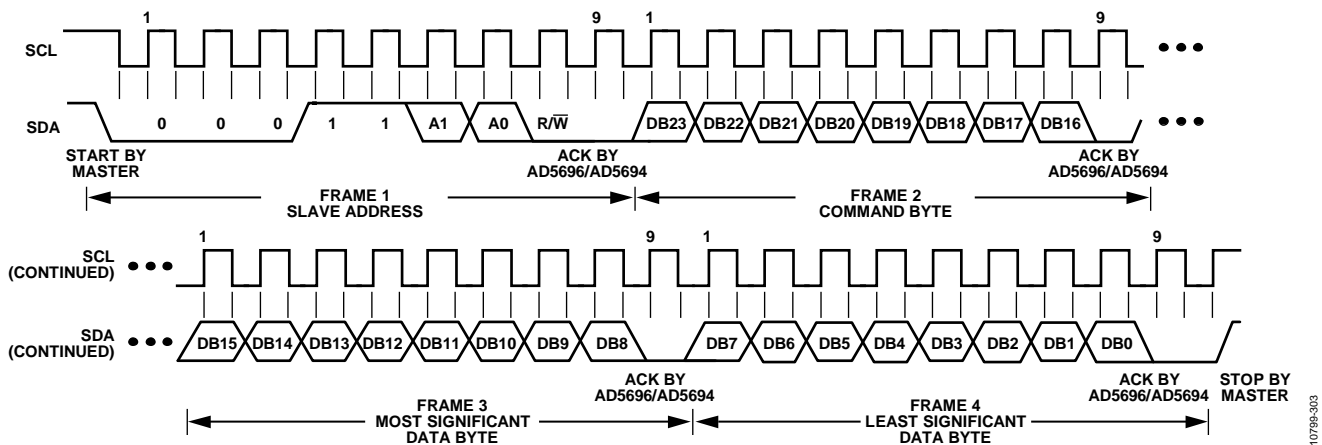 1 9 1 9
SCL
SDA
0 0 0 1 1 A1 A0 R/W̅ DB23 DB22 DB21 DB20 DB19 DB18 DB17 DB16
START BY
MASTER
ACK BY
AD5696/AD5694
ACK BY
AD5696/AD5694
FRAME 1
SLAVE ADDRESS
FRAME 2
COMMAND BYTE
1 9 1 9
SCL
(CONTINUED)
SDA
(CONTINUED)
DB15 DB14 DB13 DB12 DB11 DB10 DB9 DB8 DB7 DB6 DB5 DB4 DB3 DB2 DB1 DB0
ACK BY
AD5696/AD5694
ACK BY
AD5696/AD5694
STOP BY
MASTER
FRAME 3
MOST SIGNIFICANT
DATA BYTE
FRAME 4
LEAST SIGNIFICANT
DATA BYTE
10799-303